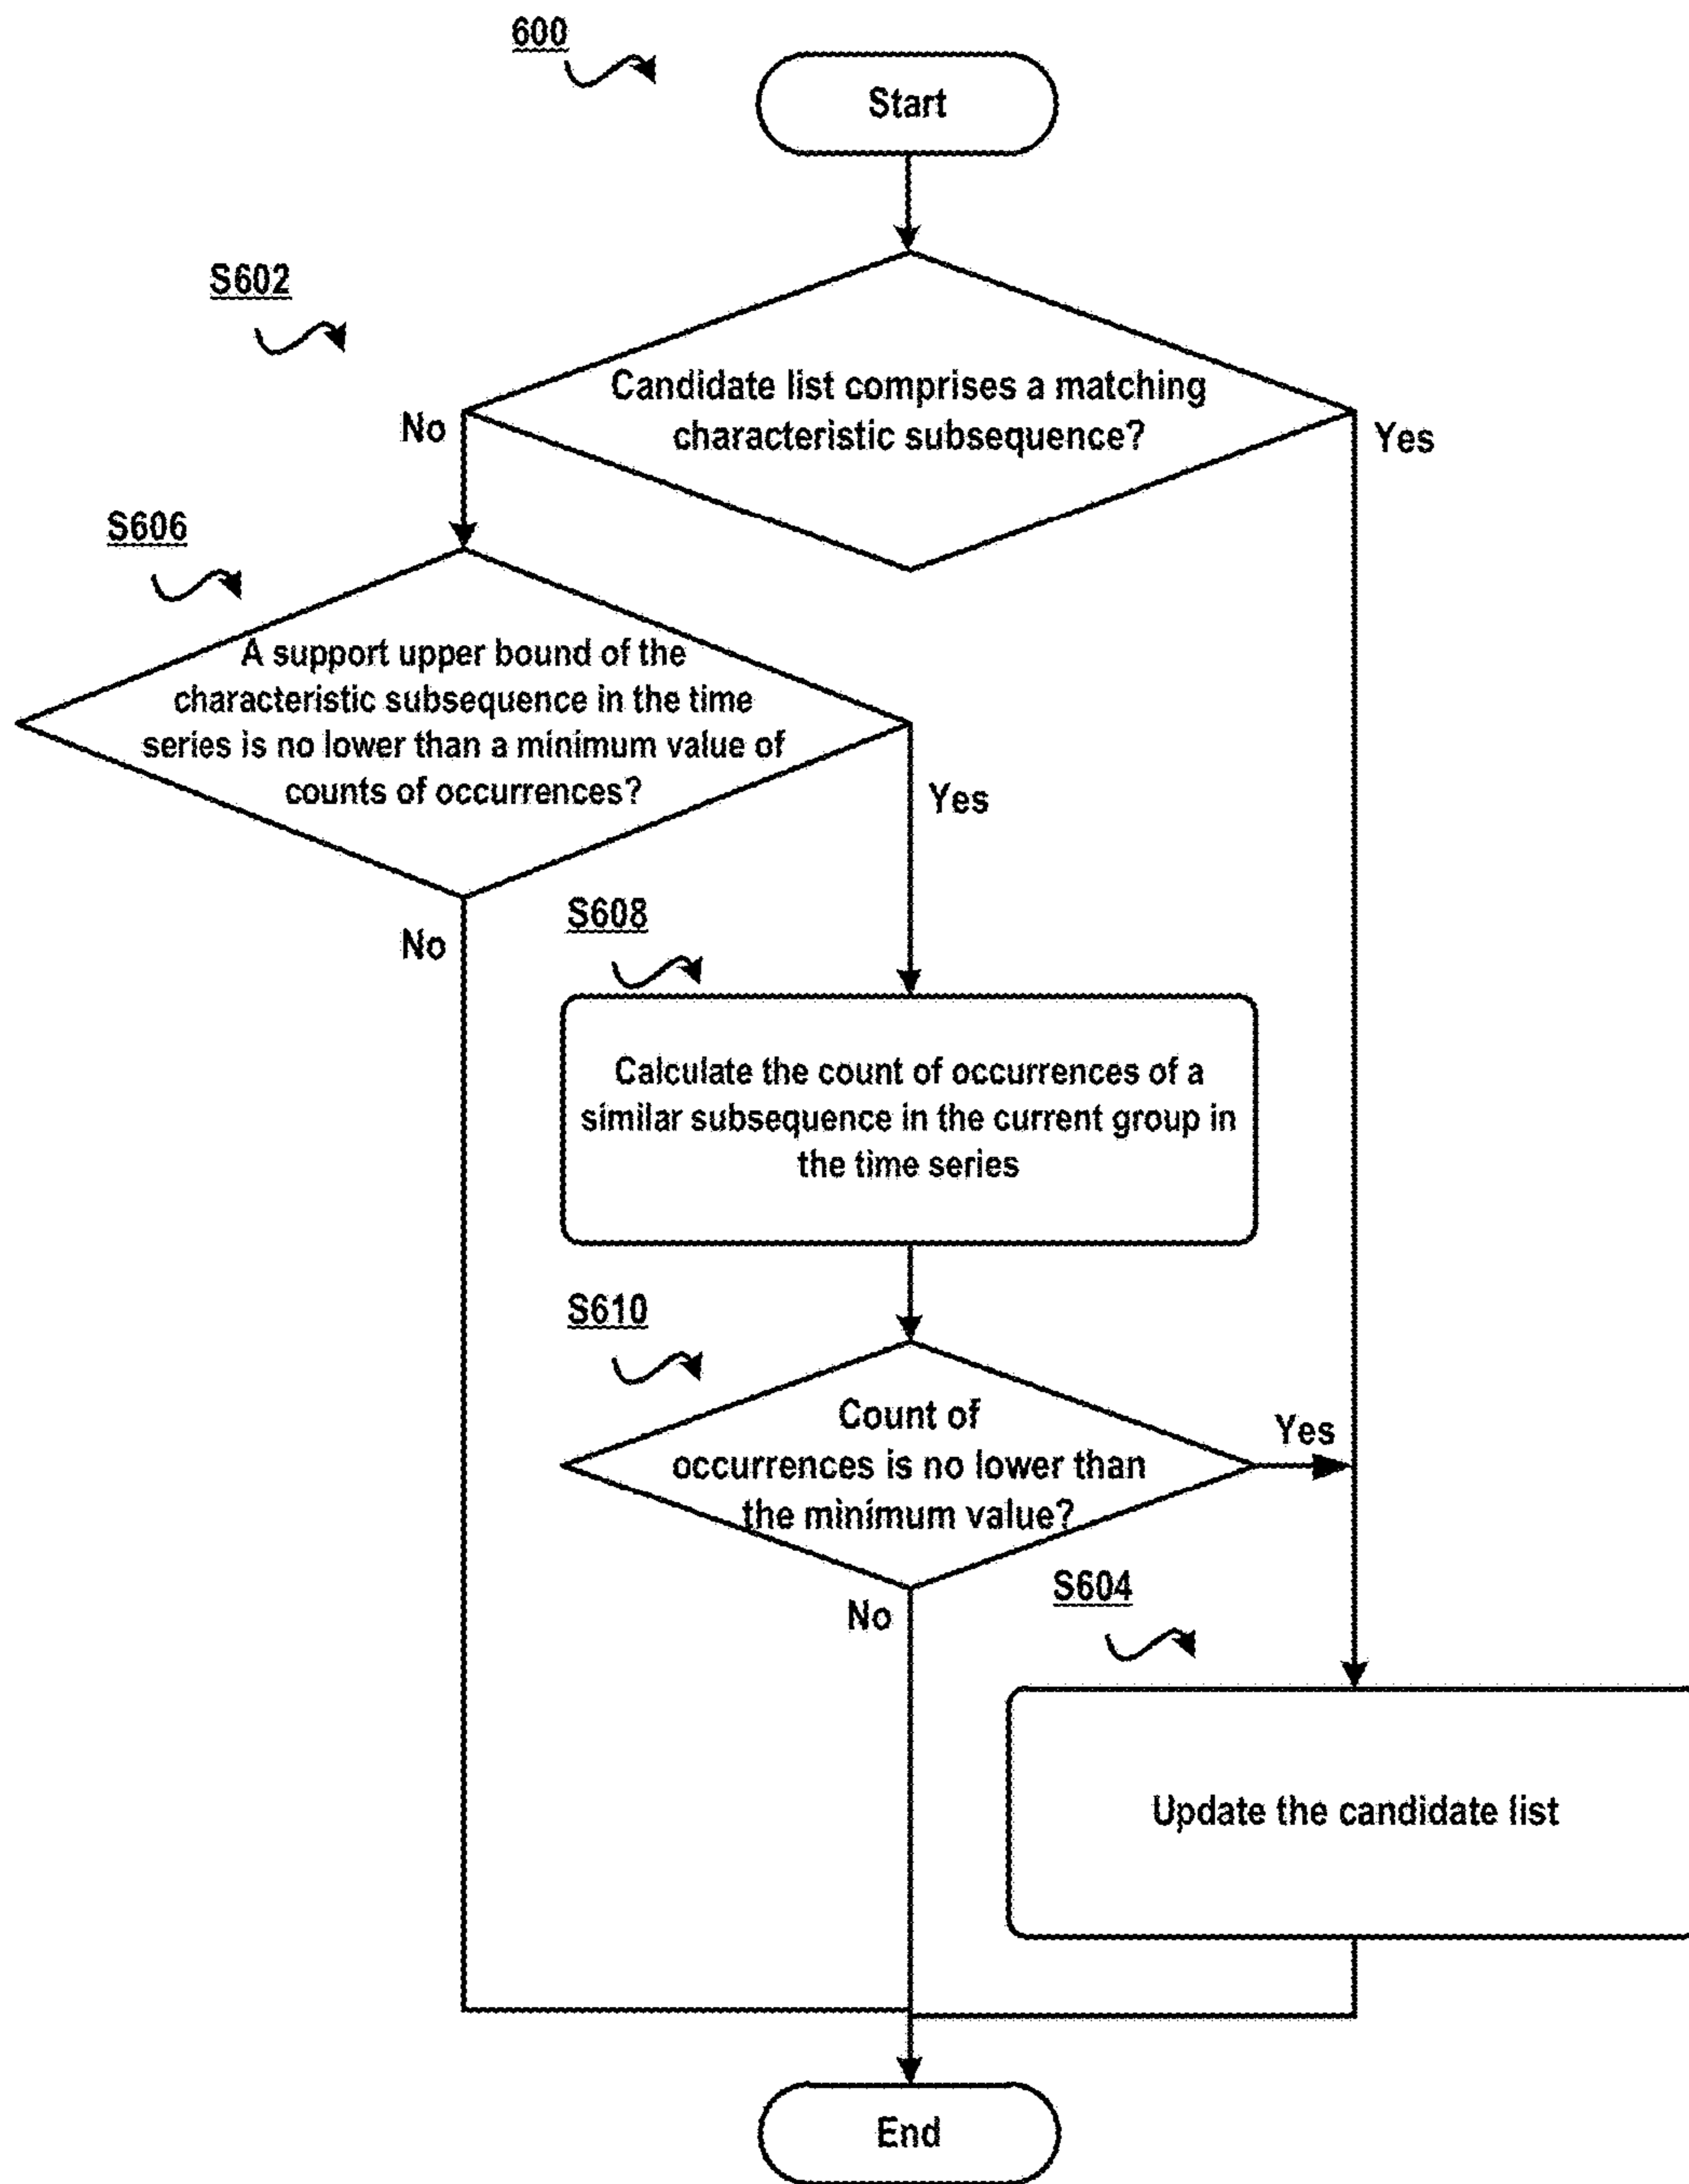 600
Start
S602
Candidate list comprises a matching
characteristic subsequence?
No
Yes
S606
A support upper bound of the
characteristic subsequence in the time
series is no lower than a minimum value of
counts of occurrences?
Yes
No
S608
Calculate the count of occurrences of a
similar subsequence in the current group in
the time series
S610
Count of
occurrences is no lower than
the minimum value?
Yes
No
S604
Update the candidate list
End